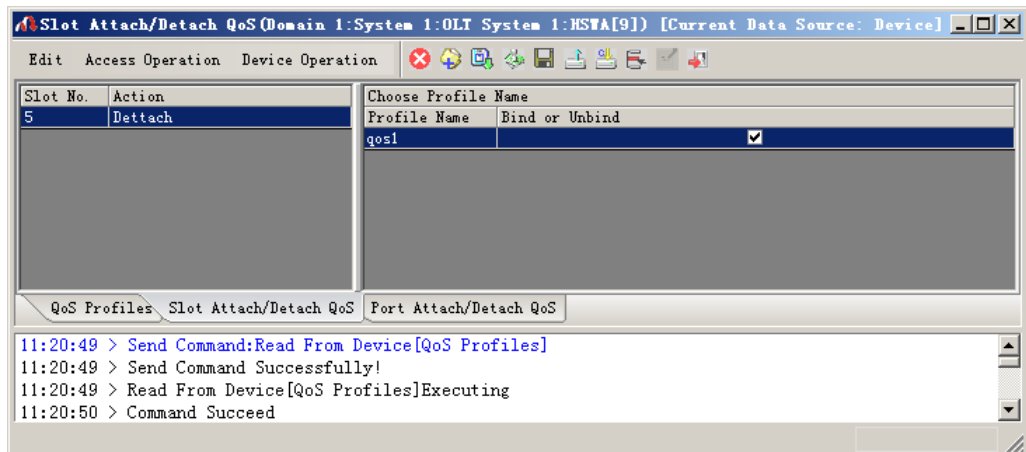 Slot Attach/Detach QoS(Domain 1:System 1:OLT System 1:HSWA[9]) [Current Data Source: Device]
Edit Access Operation Device Operation
Slot No. Action
5 Dettach
Choose Profile Name
Profile Name Bind or Unbind
qos1
QoS Profiles Slot Attach/Detach QoS Port Attach/Detach QoS
11:20:49 > Send Command:Read From Device[QoS Profiles]
11:20:49 > Send Command Successfully!
11:20:49 > Read From Device[QoS Profiles]Executing
11:20:50 > Command Succeed